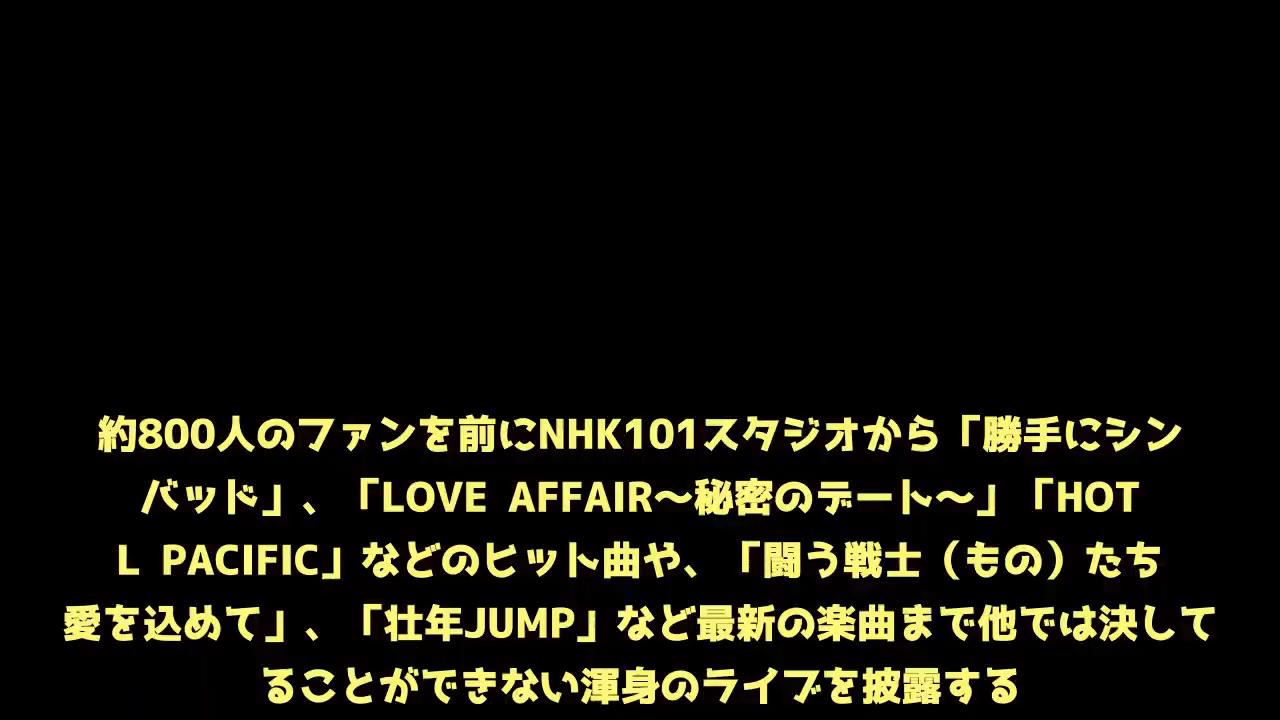 約800人のファンを前にNHK101スタジオから「勝手にシン
バッド」、「LOVE AFFAIR～秘密のデート～」「HOT
L PACIFIC」などのヒット曲や、「闘う戦士（もの）たち
愛を込めて」、「壮年JUMP」など最新の楽曲まで他では決して
ることができない渾身のライブを披露する